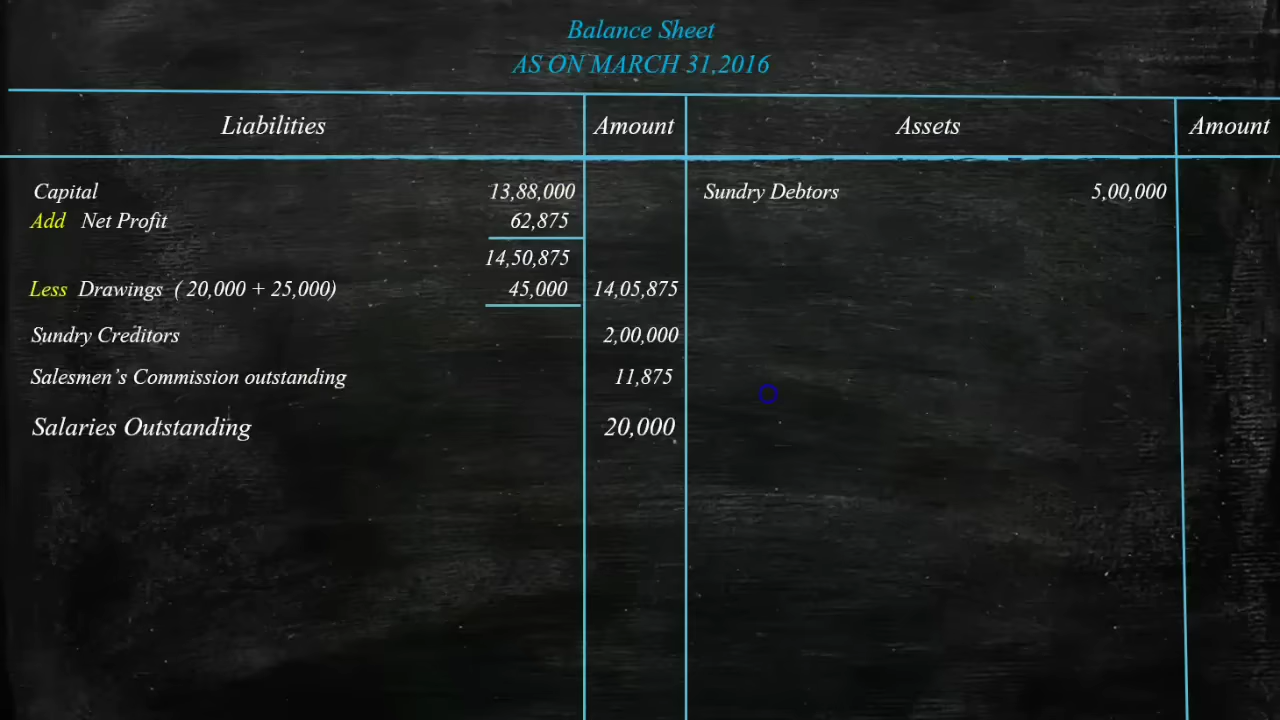 Balance Sheet
AS ON MARCH 31,2016
Liabilities Amount Assets Amount
Capital 13,88,000 Sundry Debtors 5,00,000
Add Net Profit 62,875
14,50,875
Less Drawings ( 20,000 + 25,000) 45,000 14,05,875
Sundry Creditors 2,00,000
Salesmen's Commission outstanding 11,875
Salaries Outstanding 20,000